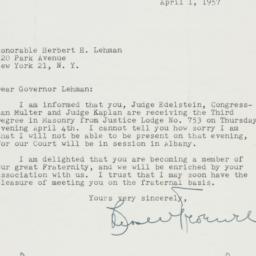 April 1, 1957
onorable Herbert H. Lehman
20 Park Avenue
ew York 21, N. Y.
ear Governor Lehman:
I am informed that you, Judge Edelstein, Congress-
an Multer and Judge Kaplan are receiving the Third
egree in Masonry from Justice Lodge No. 753 on Thursday
vening April 4th. I cannot tell you how sorry I am
hat I will not be able to be present on that evening,
or our Court will be in session in Albany.
I am delighted that you are becoming a member of
ur great Fraternity, and we will be enriched by your
ssociation with us. I trust that I may soon have the
leasure of meeting you on the fraternal basis.
Yours very sincerely,